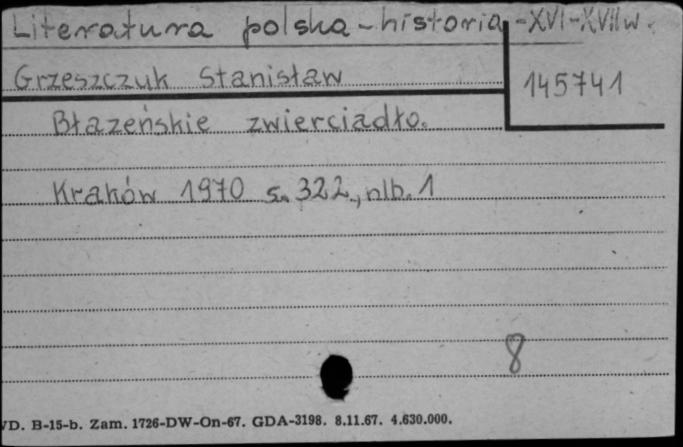 Literatura polska - historia - XVI-XVII w.
Grzeszczuk Stanisław
145741
Błazeńskie zwierciadło.
Kraków 1970 s. 322, nlb. 1
8
VD. B-15-b. Zam. 1726-DW-On-67. GDA-3198. 8.11.67. 4.630.000.